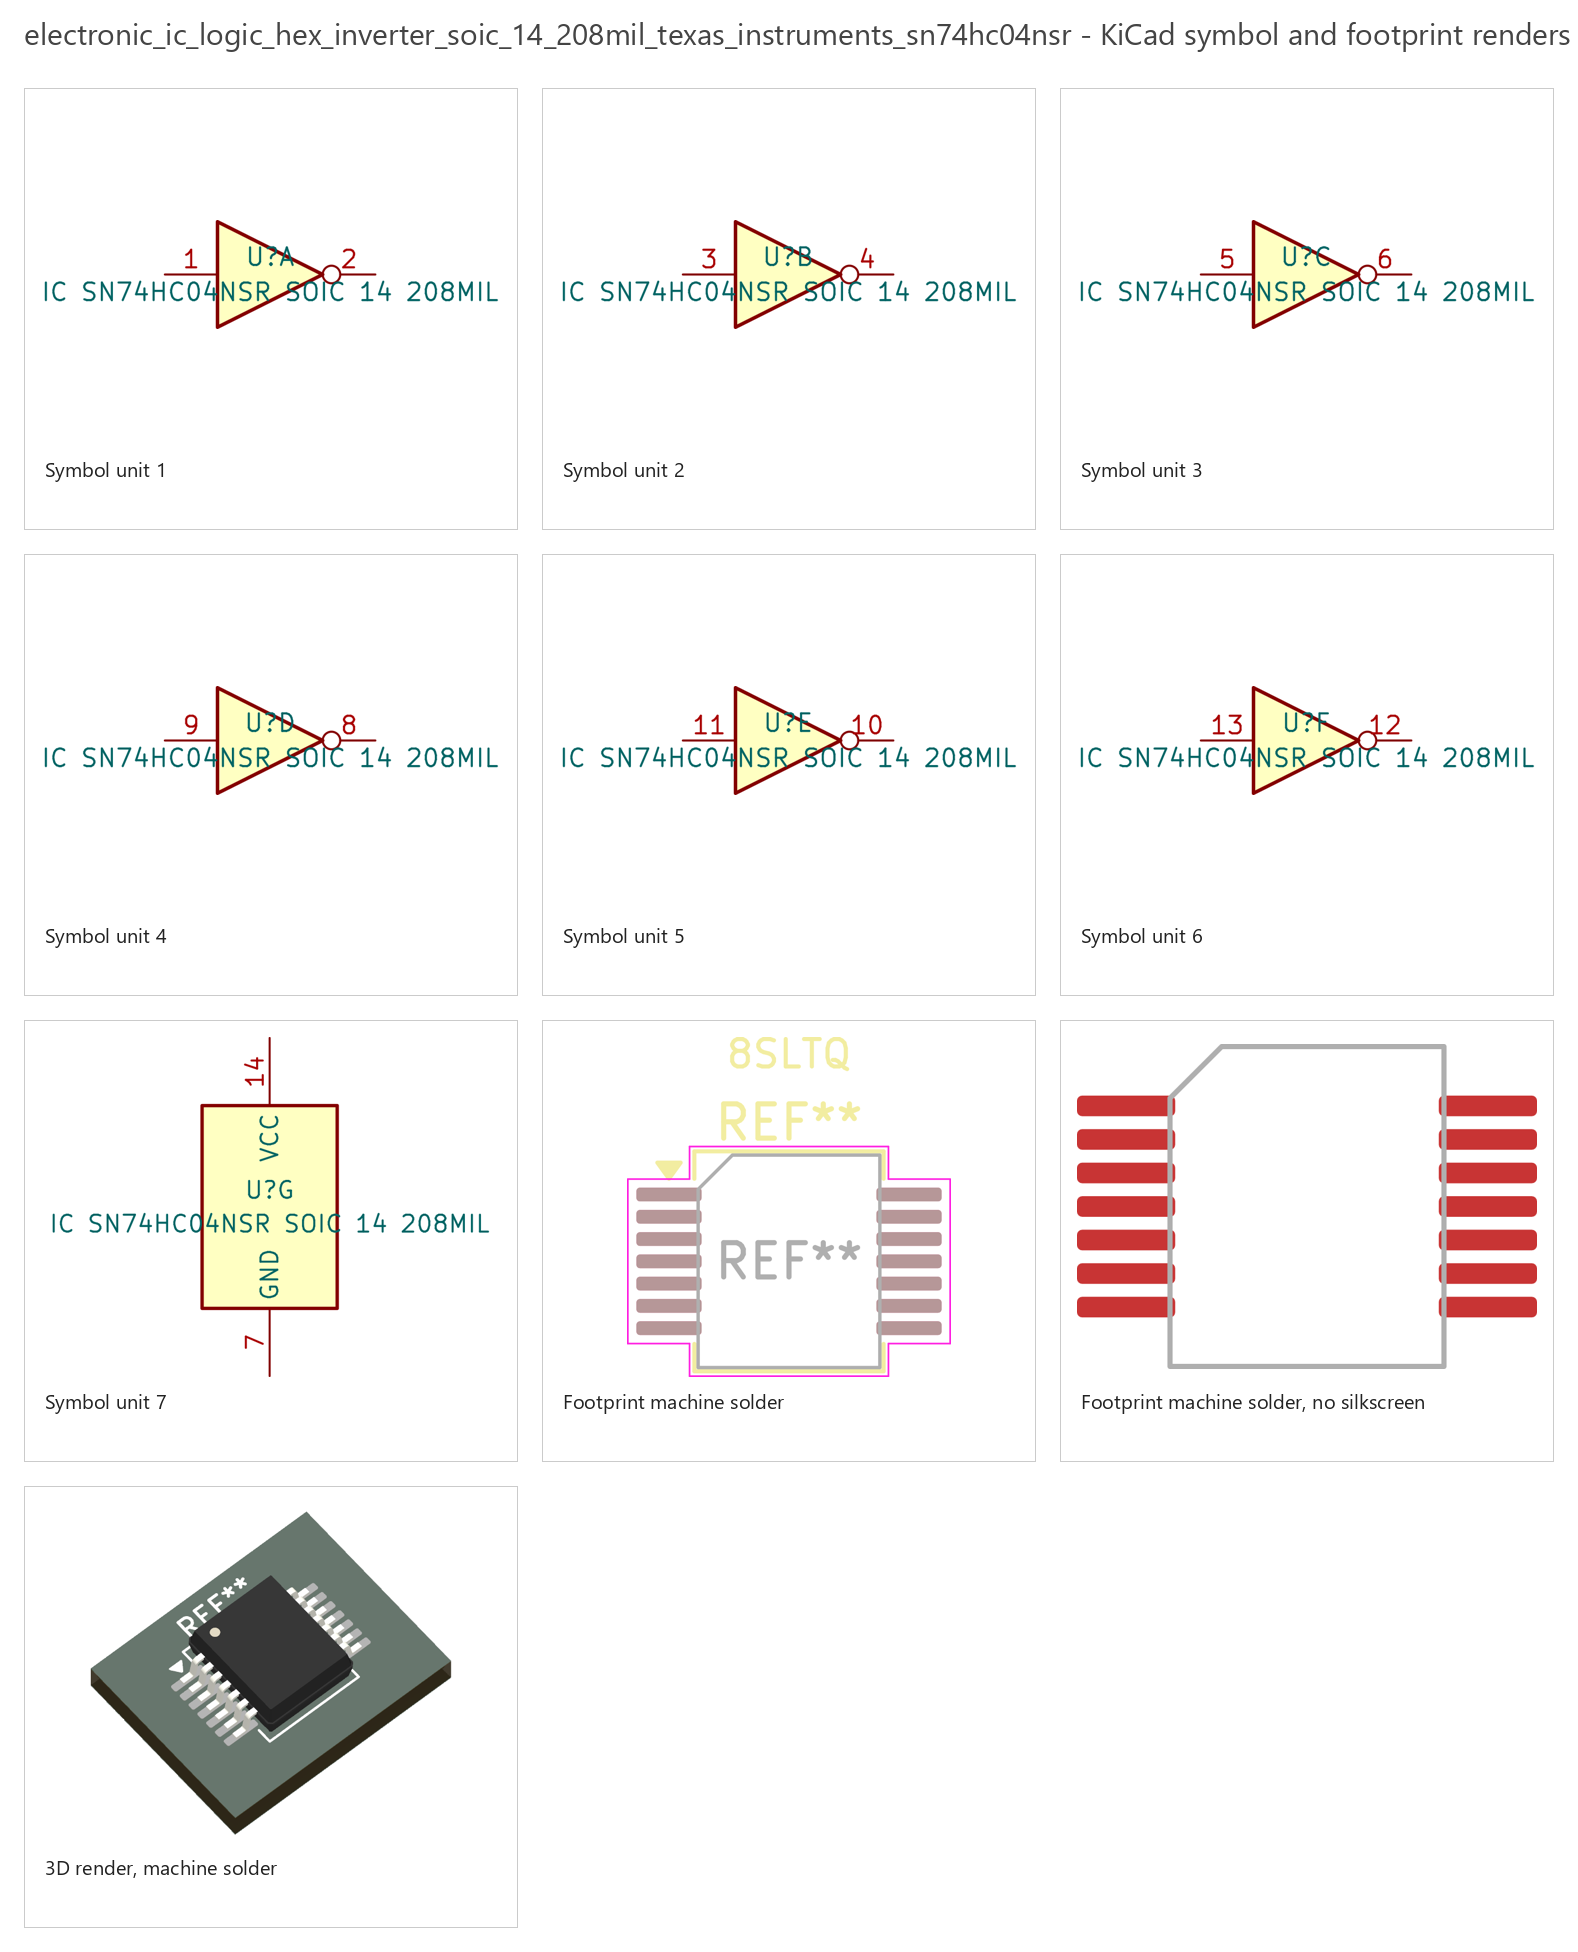 electronic_ic_logic_hex_inverter_soic_14_208mil_texas_instruments_sn74hc04nsr - KiCad symbol and footprint renders
1
U?A
2
IC SN74HC04NSR SOIC 14 208MIL
Symbol unit 1
3
U?B
4
IC SN74HC04NSR SOIC 14 208MIL
Symbol unit 2
5
U?C
6
IC SN74HC04NSR SOIC 14 208MIL
Symbol unit 3
9
U?D
8
IC SN74HC04NSR SOIC 14 208MIL
Symbol unit 4
11
U?E
10
IC SN74HC04NSR SOIC 14 208MIL
Symbol unit 5
13
U?F
12
IC SN74HC04NSR SOIC 14 208MIL
Symbol unit 6
14
VCC
U?G
IC SN74HC04NSR SOIC 14 208MIL
GND
7
Symbol unit 7
8SLTQ
REF**
REF**
Footprint machine solder
Footprint machine solder, no silkscreen
REF**
3D render, machine solder